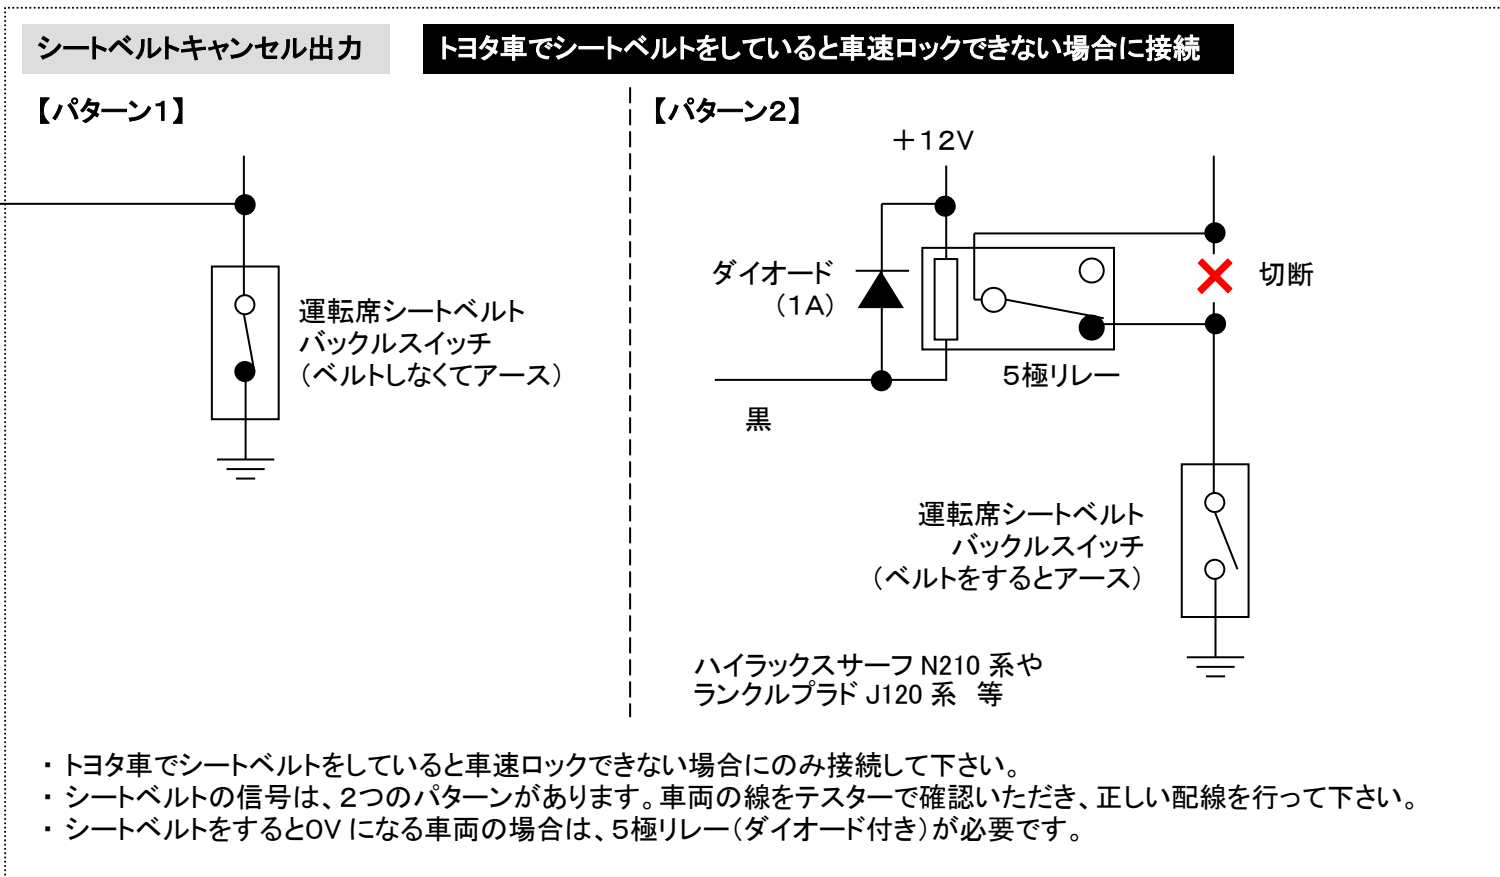 シートベルトキャンセル出力
トヨタ車でシートベルトをしていると車速ロックできない場合に接続
【パターン1】
運転席シートベルト
バックルスイッチ
（ベルトしなくてアース）
【パターン2】
＋12V
ダイオード
（1A）
切断
5極リレー
黒
運転席シートベルト
バックルスイッチ
（ベルトをするとアース）
ハイラックスサーフ N210 系や
ランクルプラド J120 系　等
・ トヨタ車でシートベルトをしていると車速ロックできない場合にのみ接続して下さい。
・ シートベルトの信号は、2つのパターンがあります。車両の線をテスターで確認いただき、正しい配線を行って下さい。
・ シートベルトをすると0V になる車両の場合は、5極リレー（ダイオード付き）が必要です。